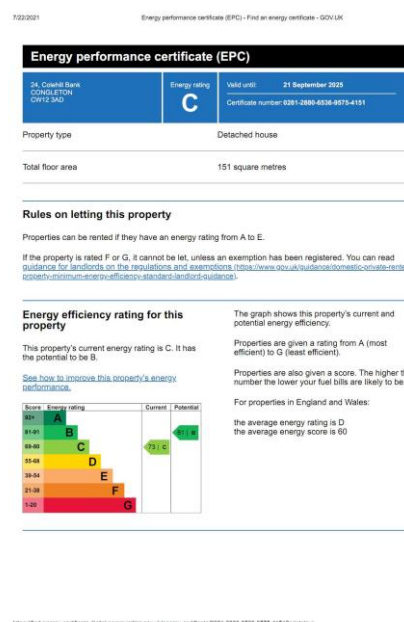 7/22/2021
Energy performance certificate (EPC) - Find an energy certificate - GOV.UK
Energy performance certificate (EPC)
24, Colehill Bank
CONGLETON
CW12 3AD
Energy rating
C
Valid until: 21 September 2025
Certificate number: 0281-2880-6536-9575-4151
Property type
Detached house
Total floor area
151 square metres
Rules on letting this property
Properties can be rented if they have an energy rating from A to E.
If the property is rated F or G, it cannot be let, unless an exemption has been registered. You can read
guidance for landlords on the regulations and exemptions (https://www.gov.uk/guidance/domestic-private-rente
property-minimum-energy-efficiency-standard-landlord-guidance).
Energy efficiency rating for this
property
This property's current energy rating is C. It has
the potential to be B.
See how to improve this property's energy
performance.
Score Energy rating Current Potential
92+ A
81-91 B 81 | B
69-80 C 73 | C
55-68 D
39-54 E
21-38 F
1-20 G
The graph shows this property's current and
potential energy efficiency.
Properties are given a rating from A (most
efficient) to G (least efficient).
Properties are also given a score. The higher th
number the lower your fuel bills are likely to be
For properties in England and Wales:
the average energy rating is D
the average energy score is 60